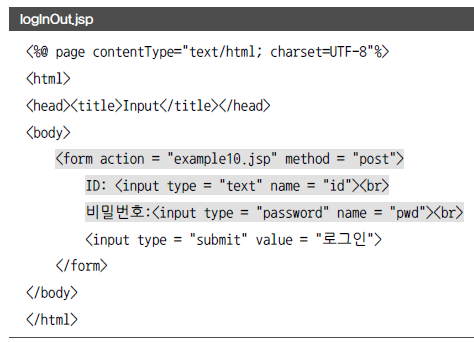 logInOut.jsp
<%@ page contentType="text/html; charset=UTF-8"%>
<html>
<head><title>Input</title></head>
<body>
<form action = "example10.jsp" method = "post">
ID: <input type = "text" name = "id"><br>
비밀번호:<input type = "password" name = "pwd"><br>
<input type = "submit" value = "로그인">
</form>
</body>
</html>